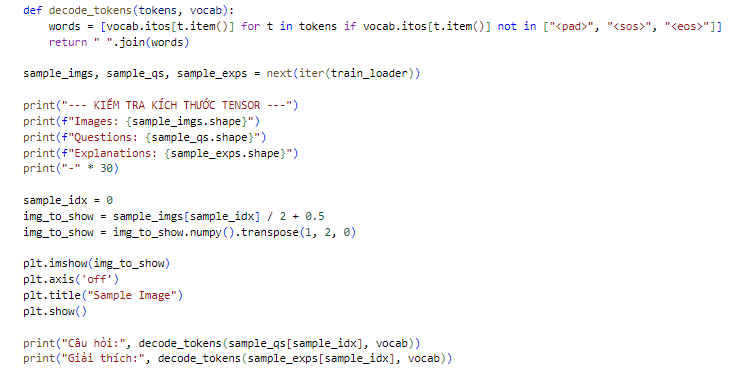 def decode_tokens(tokens, vocab):
    words = [vocab.itos[t.item()] for t in tokens if vocab.itos[t.item()] not in ["<pad>", "<sos>", "<eos>"]]
    return " ".join(words)

sample_imgs, sample_qs, sample_exps = next(iter(train_loader))

print("--- KIỂM TRA KÍCH THƯỚC TENSOR ---")
print(f"Images: {sample_imgs.shape}")
print(f"Questions: {sample_qs.shape}")
print(f"Explanations: {sample_exps.shape}")
print("-" * 30)

sample_idx = 0
img_to_show = sample_imgs[sample_idx] / 2 + 0.5
img_to_show = img_to_show.numpy().transpose(1, 2, 0)

plt.imshow(img_to_show)
plt.axis('off')
plt.title("Sample Image")
plt.show()

print("Câu hỏi:", decode_tokens(sample_qs[sample_idx], vocab))
print("Giải thích:", decode_tokens(sample_exps[sample_idx], vocab))